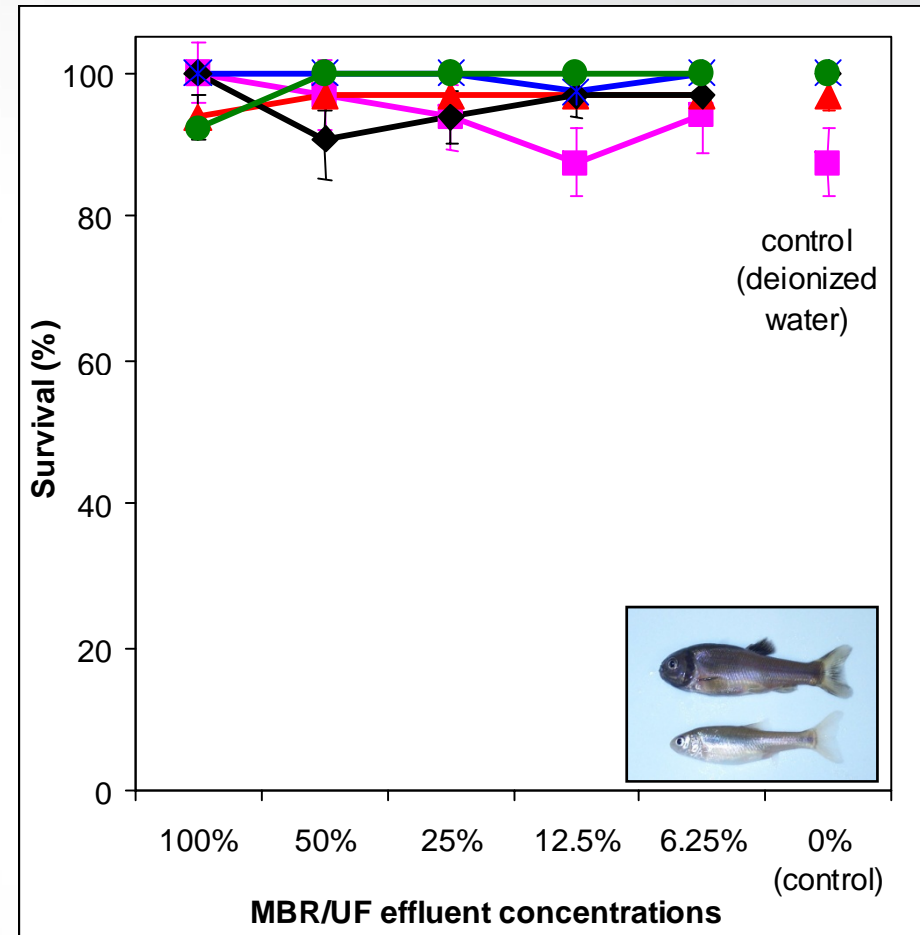 100
80
60
40
20
0
Survival (%)
control
(deionized
water)
100%
50%
25%
12.5%
6.25%
0%
(control)
MBR/UF effluent concentrations